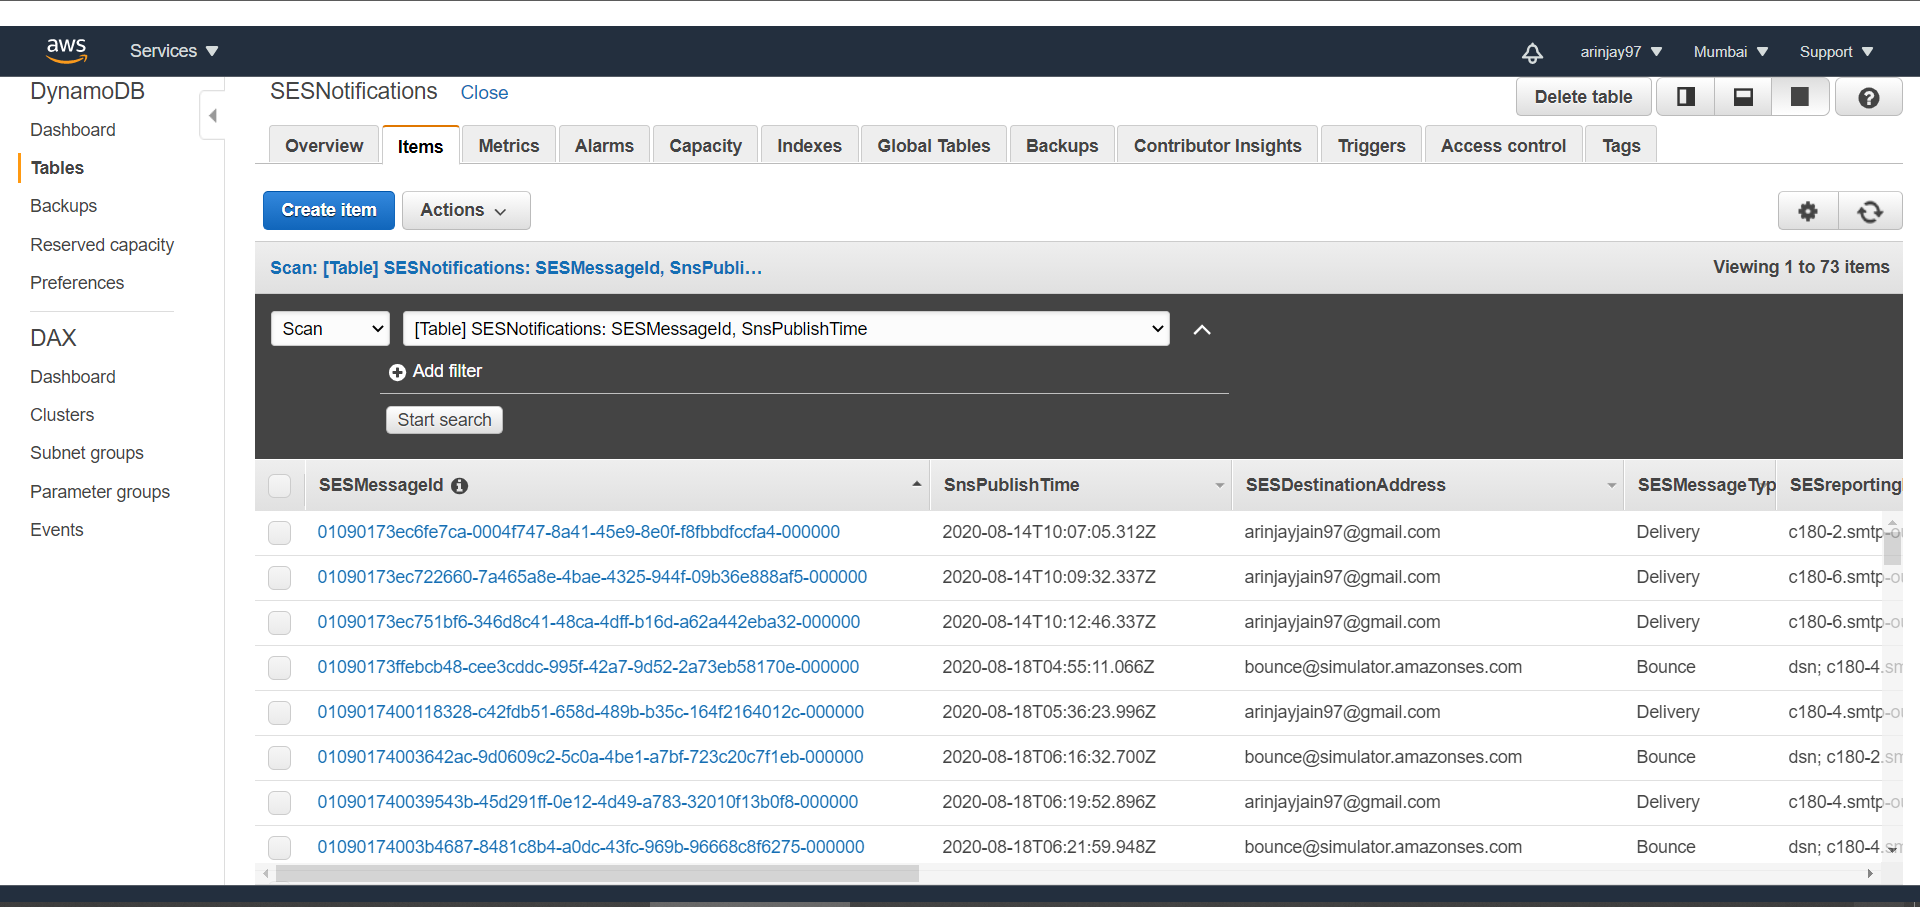 aws Services arinjay97 Mumbai Support
DynamoDB
Dashboard
Tables
Backups
Reserved capacity
Preferences
DAX
Dashboard
Clusters
Subnet groups
Parameter groups
Events
SESNotifications Close
Delete table
Overview Items Metrics Alarms Capacity Indexes Global Tables Backups Contributor Insights Triggers Access control Tags
Create item Actions
Scan: [Table] SESNotifications: SESMessageId, SnsPubli… Viewing 1 to 73 items
Scan [Table] SESNotifications: SESMessageId, SnsPublishTime
Add filter
Start search
SESMessageId SnsPublishTime SESDestinationAddress SESMessageTyp SESreporting
01090173ec6fe7ca-0004f747-8a41-45e9-8e0f-f8fbbdfccfa4-000000 2020-08-14T10:07:05.312Z arinjayjain97@gmail.com Delivery c180-2.smtp-ou
01090173ec722660-7a465a8e-4bae-4325-944f-09b36e888af5-000000 2020-08-14T10:09:32.337Z arinjayjain97@gmail.com Delivery c180-6.smtp-ou
01090173ec751bf6-346d8c41-48ca-4dff-b16d-a62a442eba32-000000 2020-08-14T10:12:46.337Z arinjayjain97@gmail.com Delivery c180-6.smtp-ou
01090173ffebcb48-cee3cddc-995f-42a7-9d52-2a73eb58170e-000000 2020-08-18T04:55:11.066Z bounce@simulator.amazonses.com Bounce dsn; c180-4.sm
0109017400118328-c42fdb51-658d-489b-b35c-164f2164012c-000000 2020-08-18T05:36:23.996Z arinjayjain97@gmail.com Delivery c180-4.smtp-ou
01090174003642ac-9d0609c2-5c0a-4be1-a7bf-723c20c7f1eb-000000 2020-08-18T06:16:32.700Z bounce@simulator.amazonses.com Bounce dsn; c180-2.sm
010901740039543b-45d291ff-0e12-4d49-a783-32010f13b0f8-000000 2020-08-18T06:19:52.896Z arinjayjain97@gmail.com Delivery c180-4.smtp-ou
01090174003b4687-8481c8b4-a0dc-43fc-969b-96668c8f6275-000000 2020-08-18T06:21:59.948Z bounce@simulator.amazonses.com Bounce dsn; c180-4.sm